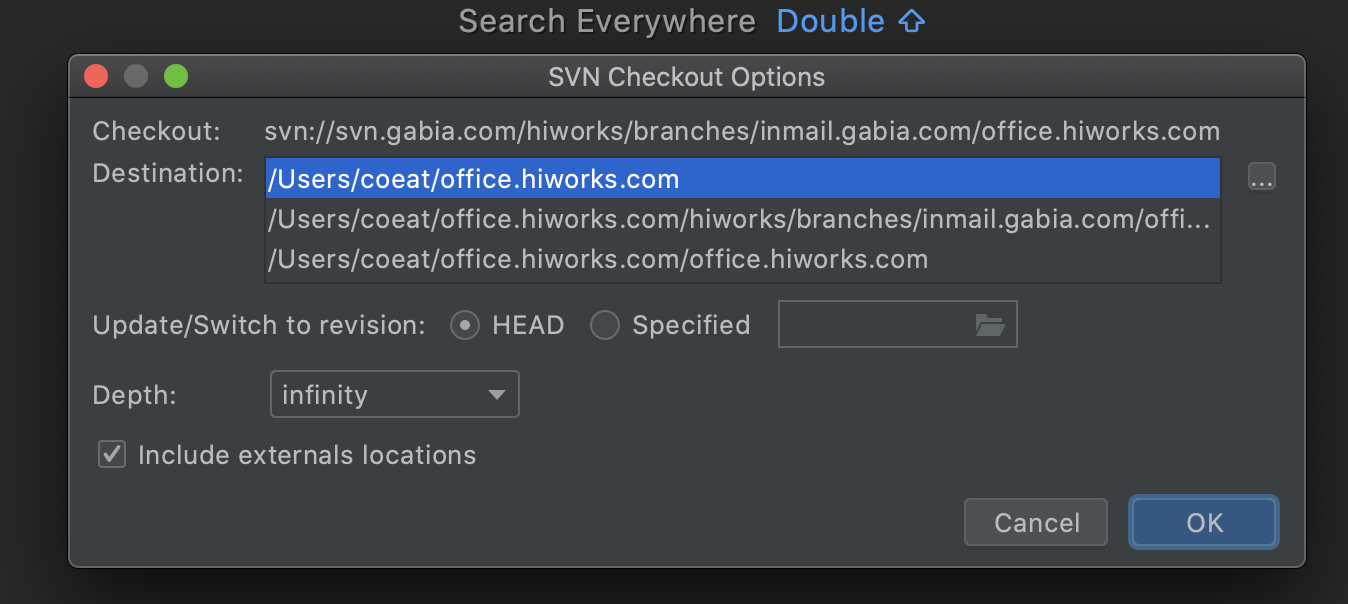 Search Everywhere Double ⇧
SVN Checkout Options
Checkout: svn://svn.gabia.com/hiworks/branches/inmail.gabia.com/office.hiworks.com
Destination: /Users/coeat/office.hiworks.com
...
/Users/coeat/office.hiworks.com/hiworks/branches/inmail.gabia.com/offi...
/Users/coeat/office.hiworks.com/office.hiworks.com
Update/Switch to revision: HEAD Specified
Depth: infinity
Include externals locations
Cancel OK